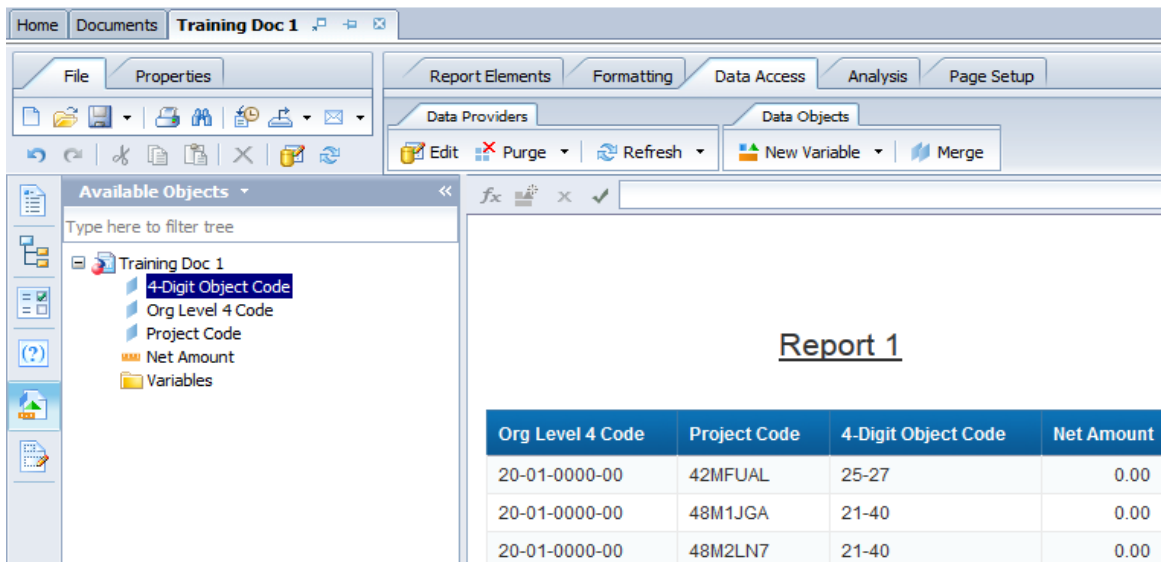 Home Documents Training Doc 1
File Properties
Report Elements Formatting Data Access Analysis Page Setup
Data Providers Data Objects
Edit Purge Refresh New Variable Merge
Available Objects «
fx
Type here to filter tree
Training Doc 1
4-Digit Object Code
Org Level 4 Code
Project Code
Net Amount
Variables
(?)
Report 1
Org Level 4 Code Project Code 4-Digit Object Code Net Amount
20-01-0000-00 42MFUAL 25-27 0.00
20-01-0000-00 48M1JGA 21-40 0.00
20-01-0000-00 48M2LN7 21-40 0.00